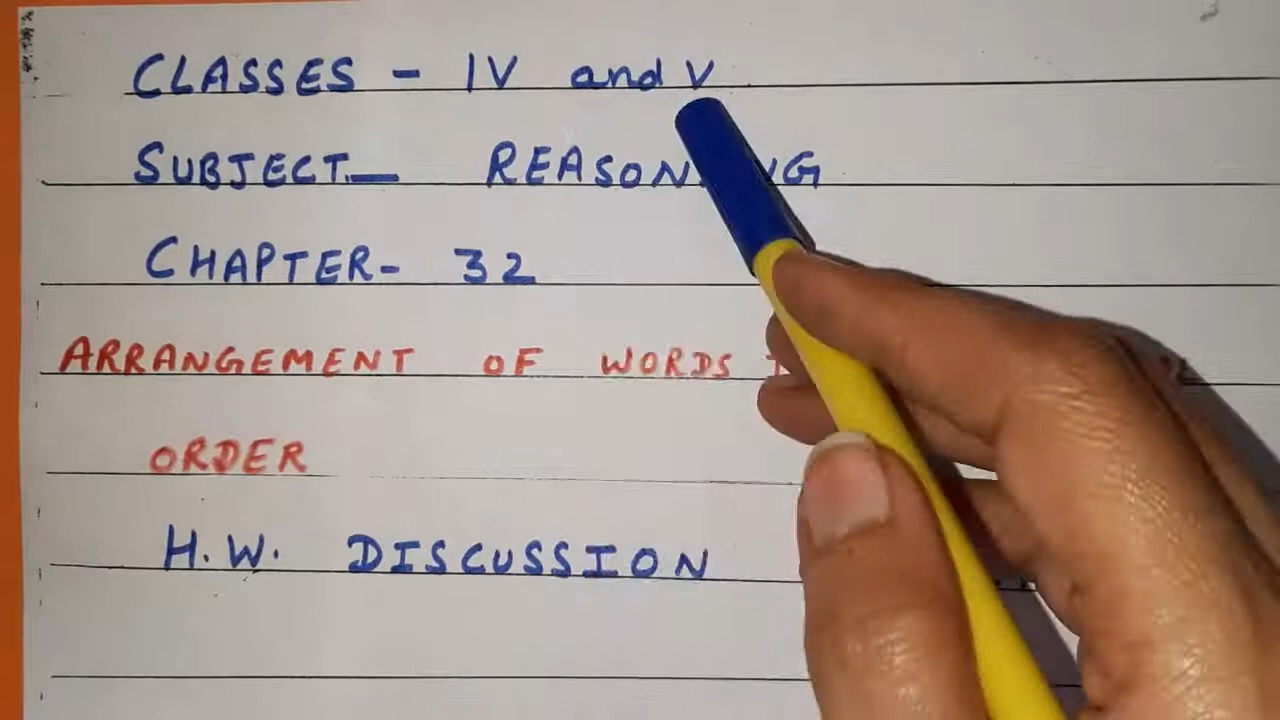 CLASSES - IV and V
SUBJECT - REASONING
CHAPTER- 32
ARRANGEMENT OF WORDS
ORDER
H.W. DISCUSSION